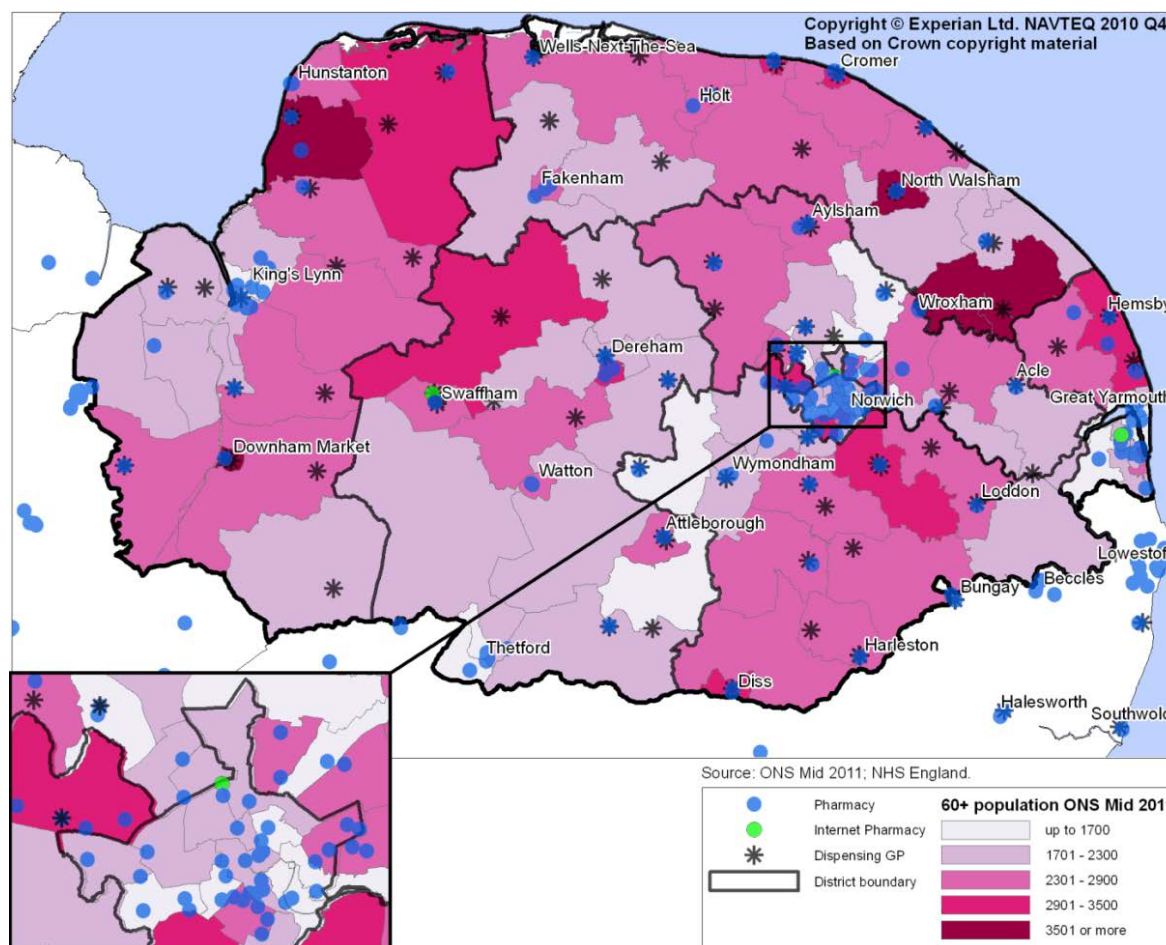 Copyright © Experian Ltd. NAVTEQ 2010 Q4
Based on Crown copyright material
Wells-Next-The-Sea
Cromer
Hunstanton
Holt
Fakenham
North Walsham
Aylsham
King's Lynn
Wroxham
Hemsby
Dereham
Acle
Swaffham
Norwich
Great Yarmouth
Downham Market
Watton
Wymondham
Loddon
Attleborough
Lowestof
Bungay
Beccles
Thetford
Harleston
Diss
Halesworth
Southwold
Source: ONS Mid 2011; NHS England.
Pharmacy
Internet Pharmacy
Dispensing GP
District boundary
60+ population ONS Mid 201
up to 1700
1701 - 2300
2301 - 2900
2901 - 3500
3501 or more